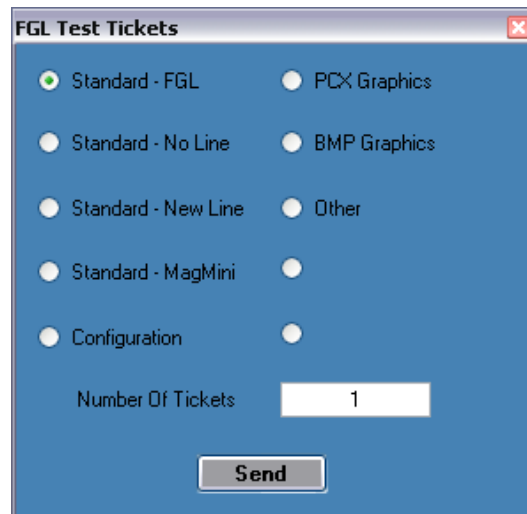 FGL Test Tickets
Standard - FGL
PCX Graphics
Standard - No Line
BMP Graphics
Standard - New Line
Other
Standard - MagMini
Configuration
Number Of Tickets
1
Send